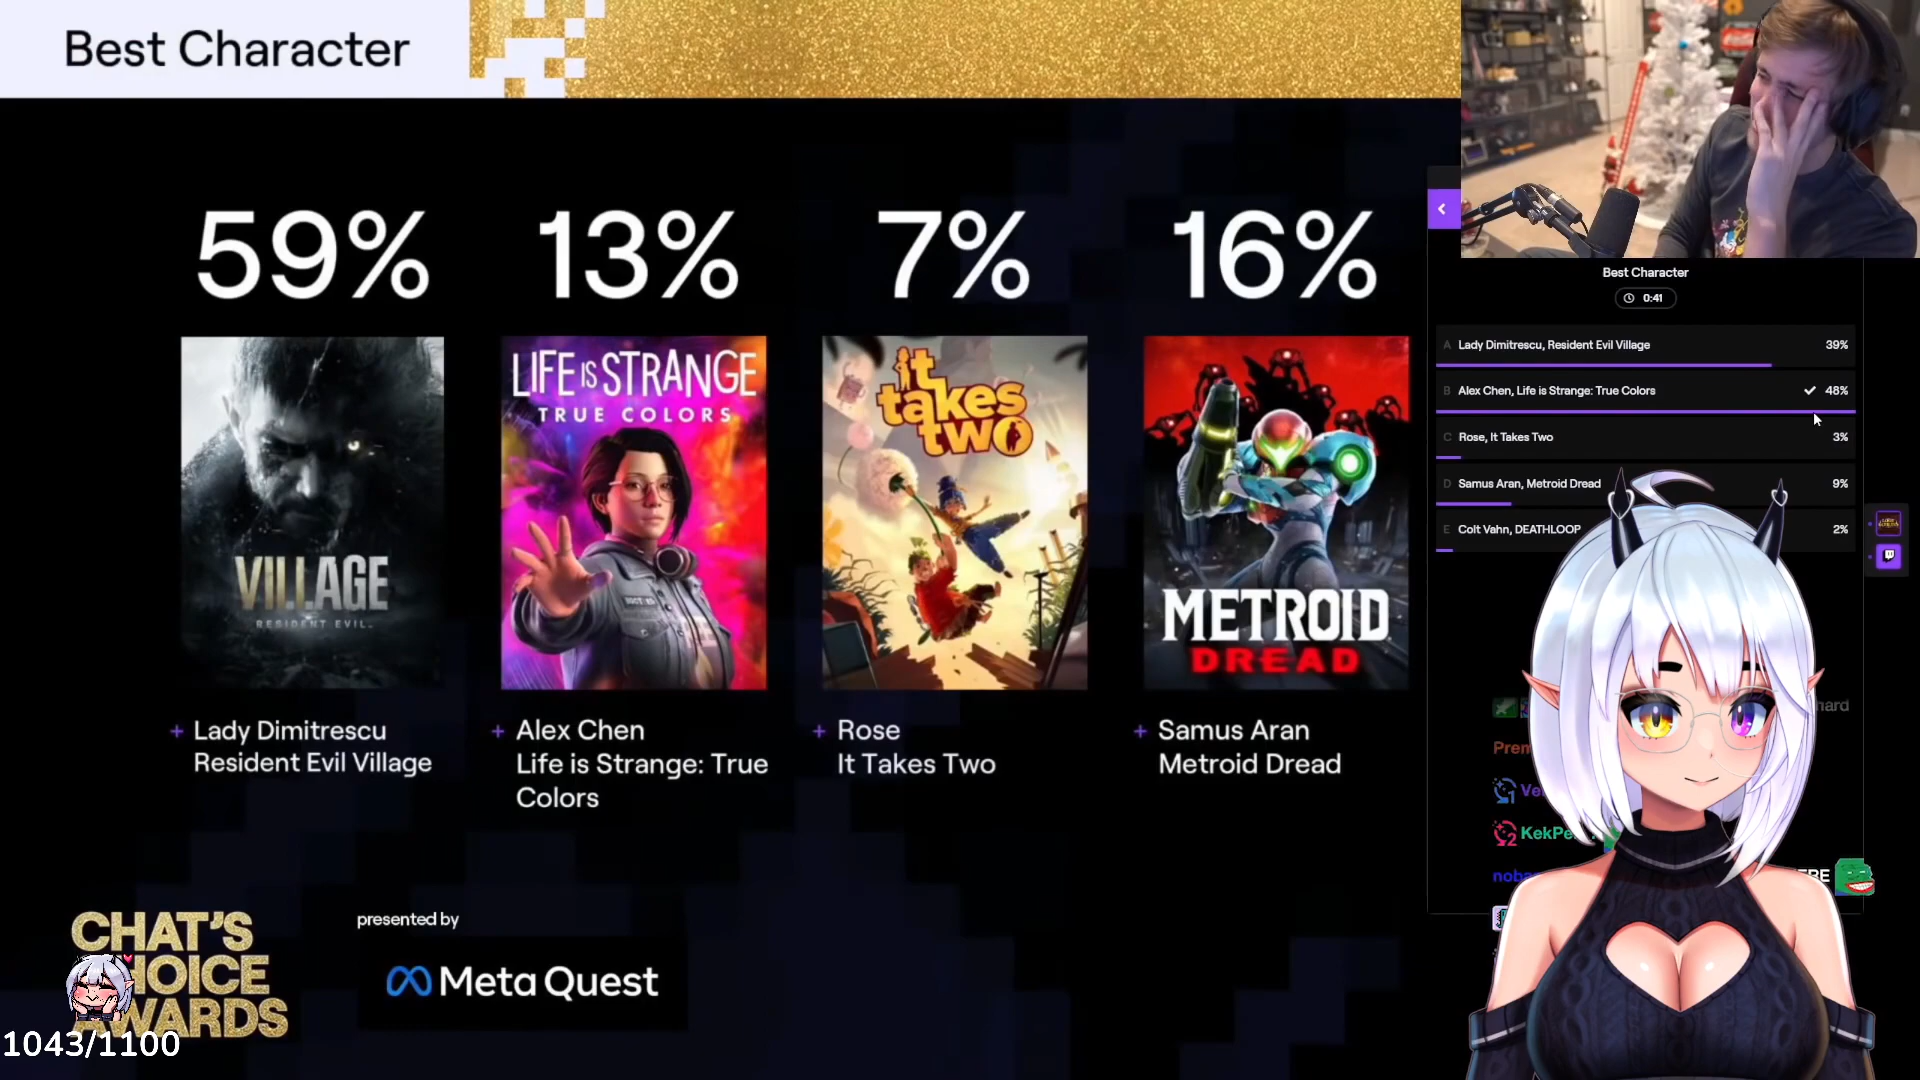 Best Character
59%
13%
7%
16%
LIFE IS STRANGE
TRUE COLORS
it
takes
two
VILLAGE
RESIDENT EVIL
METROID
DREAD
+ Lady Dimitrescu
Resident Evil Village
+ Alex Chen
Life is Strange: True
Colors
+ Rose
It Takes Two
+ Samus Aran
Metroid Dread
CHAT'S
CHOICE
AWARDS
presented by
Meta Quest
1043/1100
Best Character
0:41
A Lady Dimitrescu, Resident Evil Village 39%
B Alex Chen, Life is Strange: True Colors 48%
C Rose, It Takes Two 3%
D Samus Aran, Metroid Dread 9%
E Colt Vahn, DEATHLOOP 2%